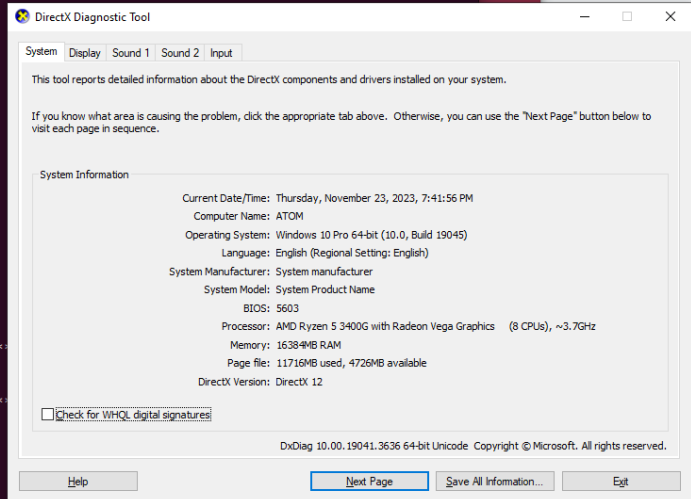 DirectX Diagnostic Tool
System Display Sound 1 Sound 2 Input
This tool reports detailed information about the DirectX components and drivers installed on your system.
If you know what area is causing the problem, click the appropriate tab above.  Otherwise, you can use the "Next Page" button below to
visit each page in sequence.
System Information
Current Date/Time: Thursday, November 23, 2023, 7:41:56 PM
Computer Name: ATOM
Operating System: Windows 10 Pro 64-bit (10.0, Build 19045)
Language: English (Regional Setting: English)
System Manufacturer: System manufacturer
System Model: System Product Name
BIOS: 5603
Processor: AMD Ryzen 5 3400G with Radeon Vega Graphics (8 CPUs), ~3.7GHz
Memory: 16384MB RAM
Page file: 11716MB used, 4726MB available
DirectX Version: DirectX 12
Check for WHQL digital signatures
DxDiag 10.00.19041.3636 64-bit Unicode Copyright © Microsoft. All rights reserved.
Help Next Page Save All Information... Exit